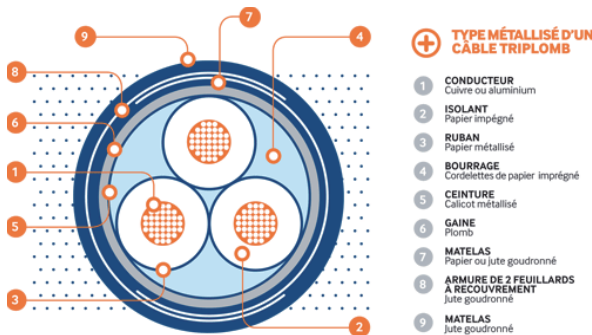 9
7
4
8
6
1
5
3
2
TYPE MÉTALLISÉ D'UN
CÂBLE TRIPLOMB
1 CONDUCTEUR
Cuivre ou aluminium
2 ISOLANT
Papier impégné
3 RUBAN
Papier métallisé
4 BOURRAGE
Cordelettes de papier imprégné
5 CEINTURE
Calicot métallisé
6 GAINE
Plomb
7 MATELAS
Papier ou jute goudronné
8 ARMURE DE 2 FEUILLARDS
À RECOUVREMENT
Jute goudronné
9 MATELAS
Jute goudronné